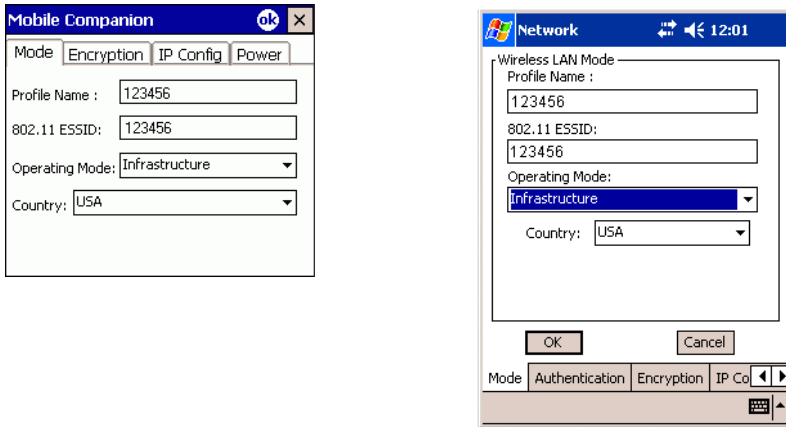 Mobile Companion ok
Mode Encryption IP Config Power
Profile Name : 123456
802.11 ESSID: 123456
Operating Mode: Infrastructure
Country: USA
Network 12:01
Wireless LAN Mode
Profile Name :
123456
802.11 ESSID:
123456
Operating Mode:
Infrastructure
Country: USA
OK Cancel
Mode Authentication Encryption IP Co